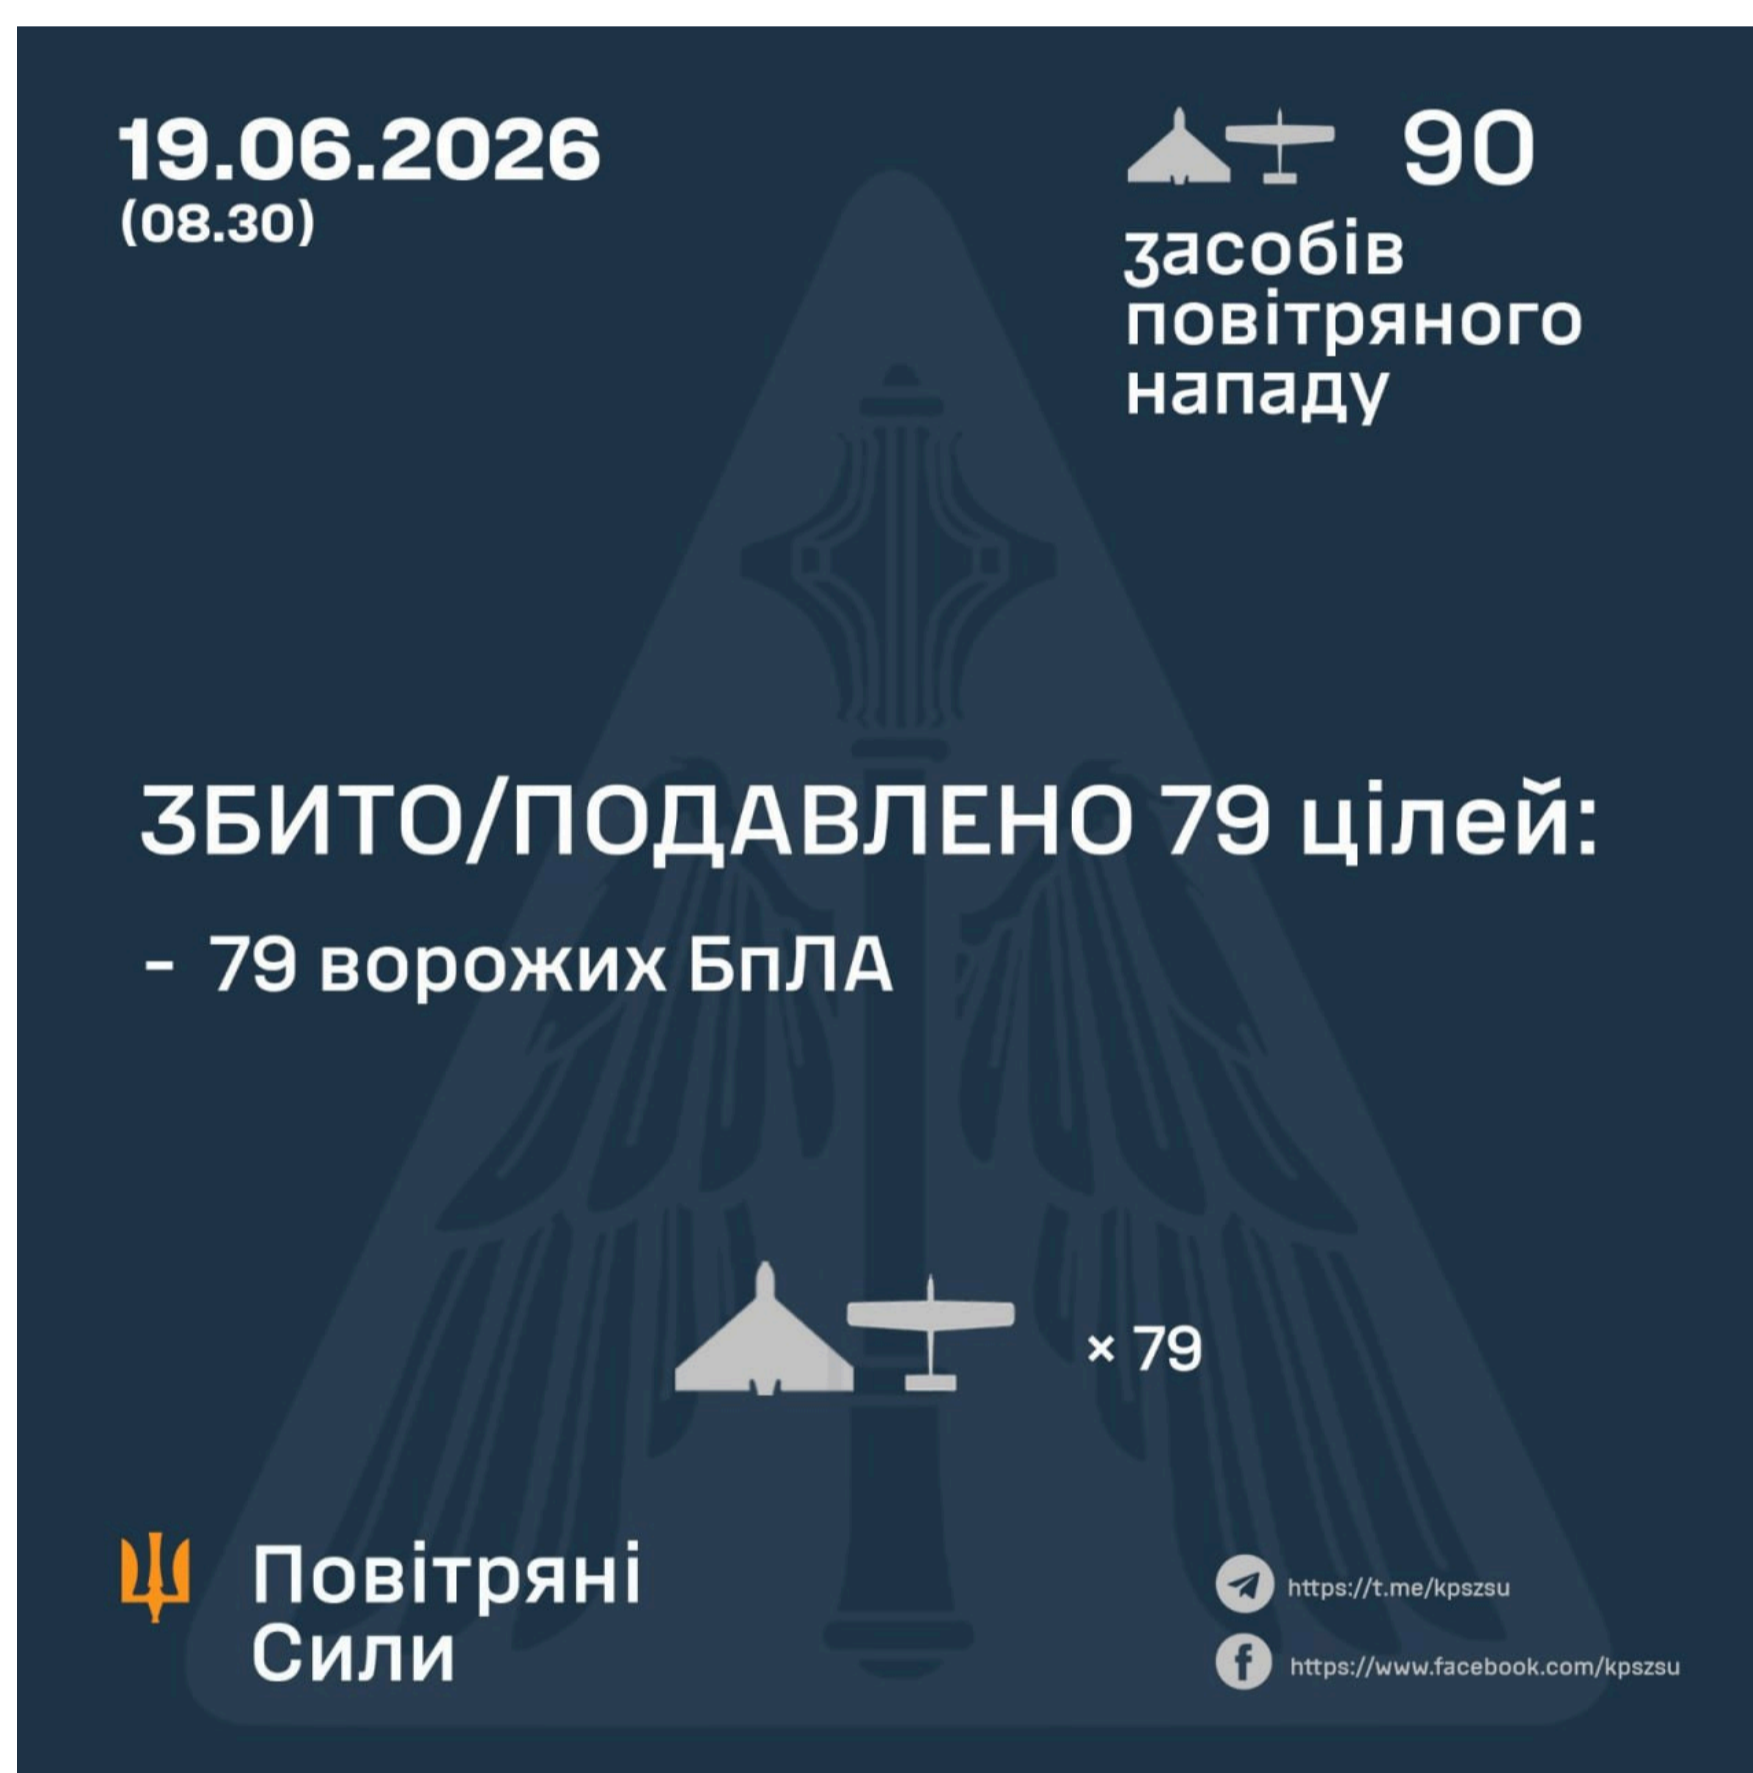 19.06.2026
(08.30)
90
засобів
повітряного
нападу
ЗБИТО/ПОДАВЛЕНО 79 цілей:
- 79 ворожих БпЛА
× 79
Повітряні
Сили
https://t.me/kpszsu
https://www.facebook.com/kpszsu